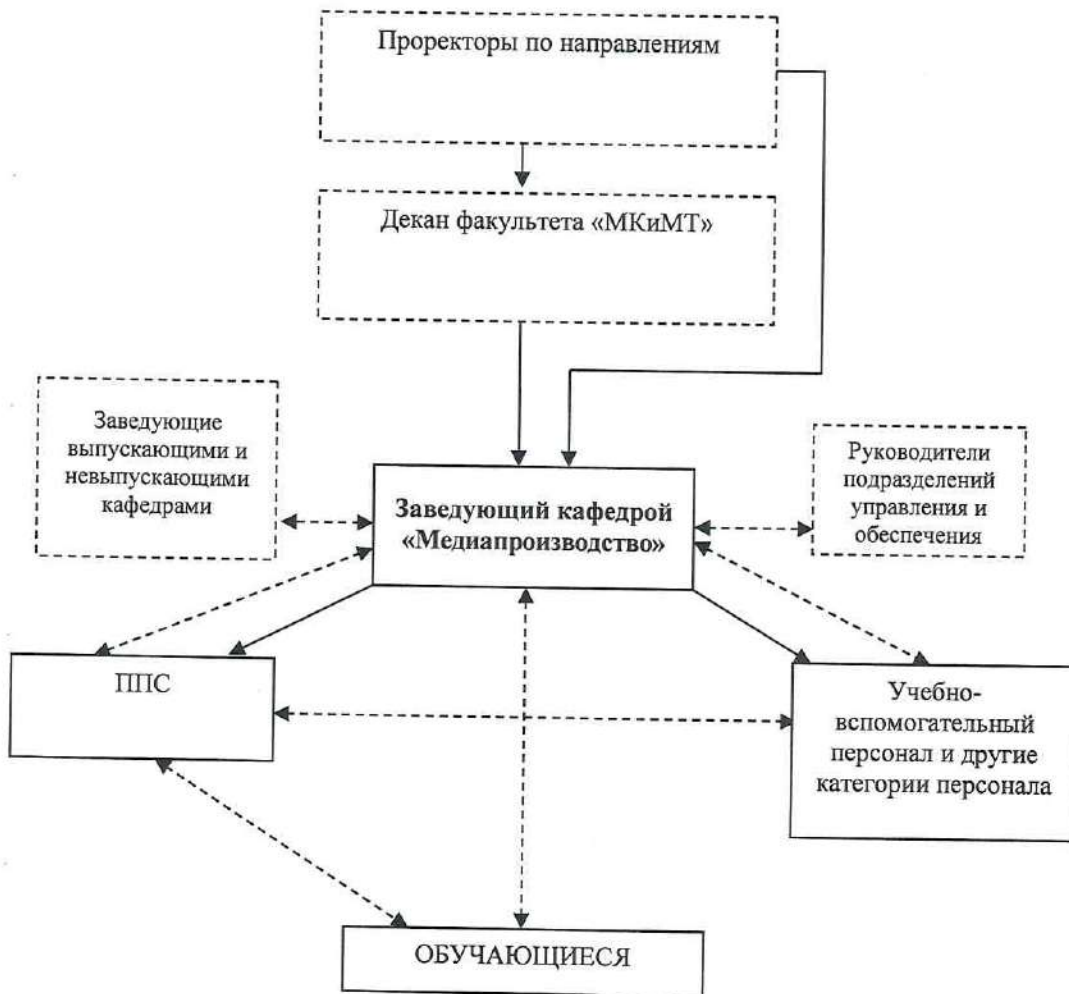 Проректоры по направлениям
Декан факультета «МКиМТ»
Заведующие
выпускающими и
невыпускающими
кафедрами
Заведующий кафедрой
«Медиапроизводство»
Руководители
подразделений
управления и
обеспечения
ППС
Учебно-
вспомогательный
персонал и другие
категории персонала
ОБУЧАЮЩИЕСЯ